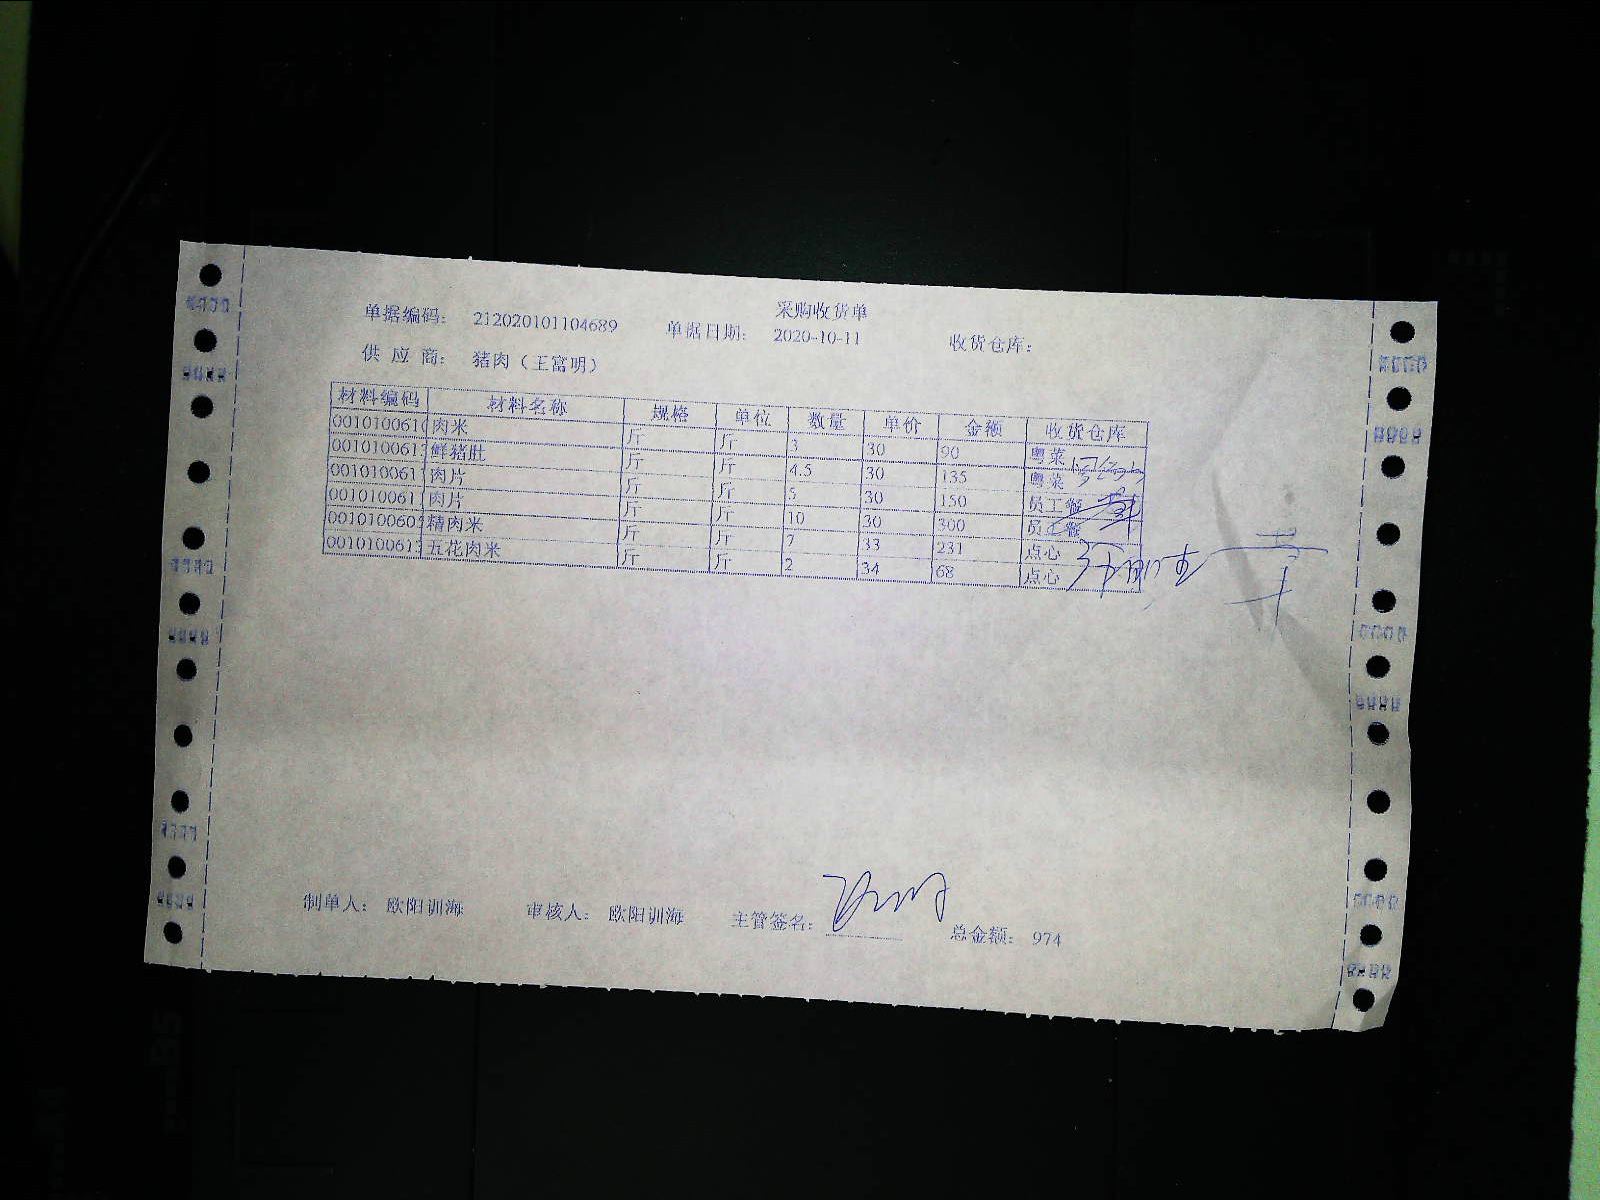 采购收货单
单据编码： 212020101104689 单据日期： 2020-10-11 收货仓库：
供 应 商： 猪肉（王富明）
材料编码 材料名称 规格 单位 数量 单价 金额 收货仓库
001010061 肉米 斤 斤 3 30 90 粤菜
001010061 鲜猪肚 斤 斤 4.5 30 135 粤菜
001010061 肉片 斤 斤 5 30 150 员工餐
001010061 肉片 斤 斤 10 30 300 员工餐
001010060 精肉米 斤 斤 7 33 231 点心
001010061 五花肉米 斤 斤 2 34 68 点心
制单人： 欧阳训海 审核人： 欧阳训海 主管签名： 总金额： 974